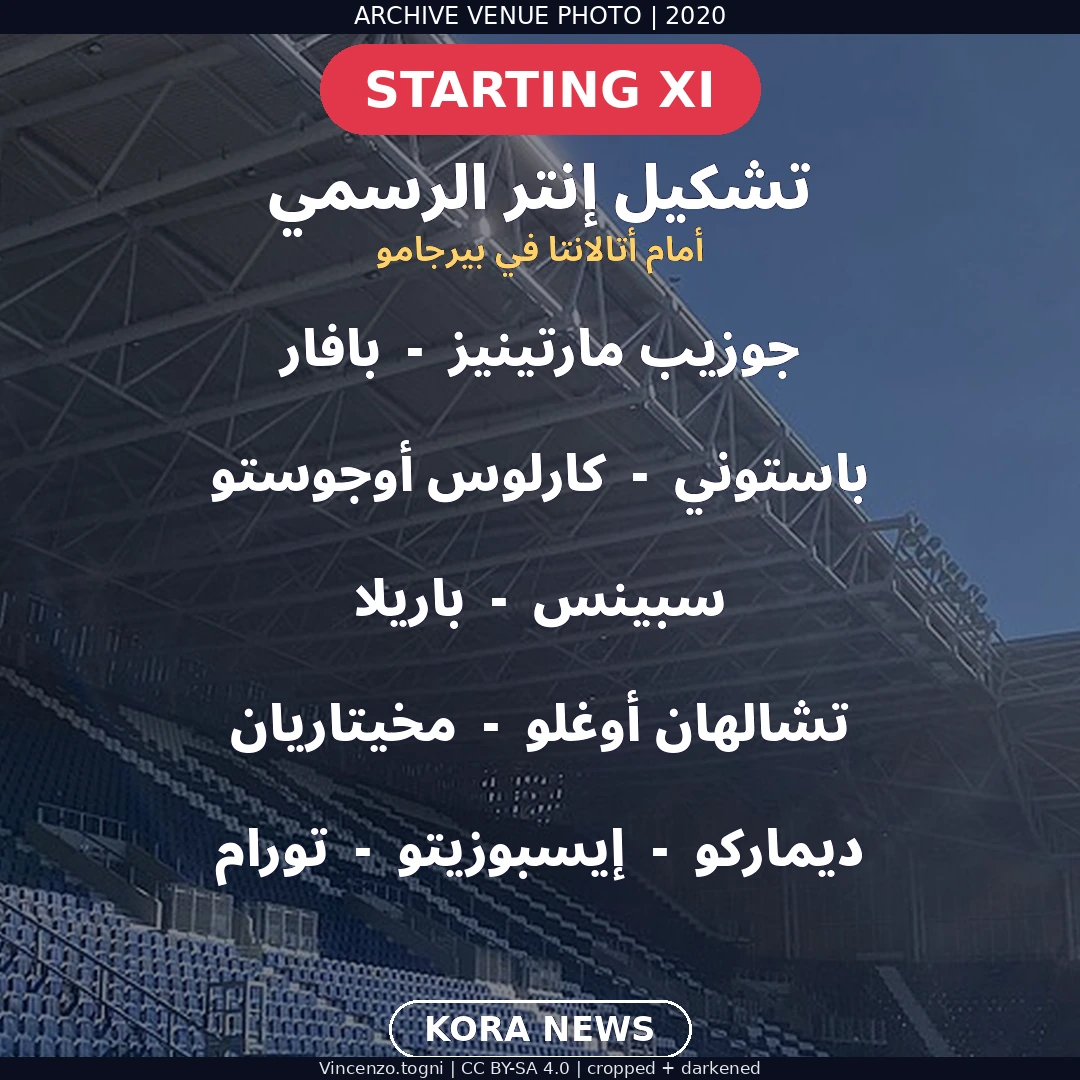 ARCHIVE VENUE PHOTO | 2020
STARTING XI
تشكيل إنتر الرسمي
أمام أتالانتا في بيرجامو
جوزيب مارتينيز - بافار
باستوني - كارلوس أوجوستو
سبينس - باريلا
تشالهان أوغلو - مخيتاريان
ديماركو - إيسبوزيتو - تورام
KORA NEWS
Vincenzo.togni | CC BY-SA 4.0 | cropped + darkened